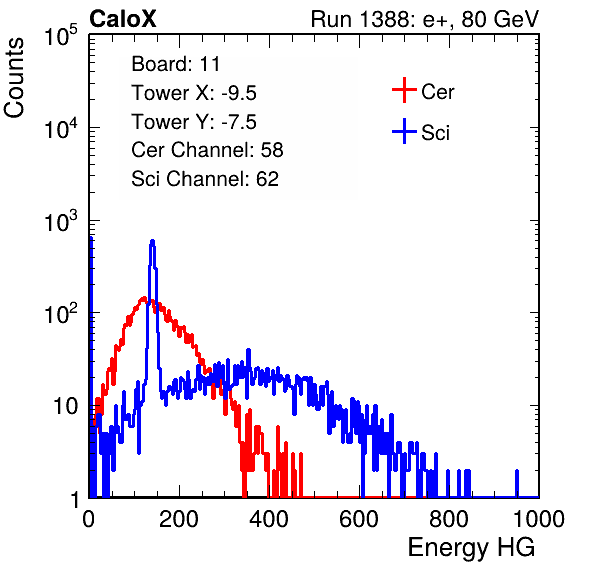 CaloX Run 1388: e+, 80 GeV
Counts
Board: 11
Tower X: -9.5
Tower Y: -7.5
Cer Channel: 58
Sci Channel: 62
Cer
Sci
10^5
10^4
10^3
10^2
10
1
0 200 400 600 800 1000
Energy HG